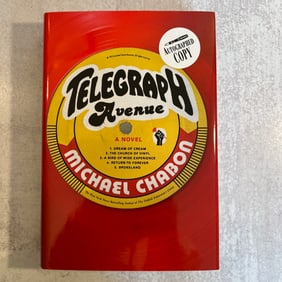 AUTOGRAPHED
COPY
TELEGRAPH
Avenue
A NOVEL
1. DREAM OF CREAM
2. THE CHURCH OF VINYL
3. A BIRD OF WIDE EXPERIENCE
4. RETURN TO FOREVER
5. BROKELAND
MICHAEL CHABON